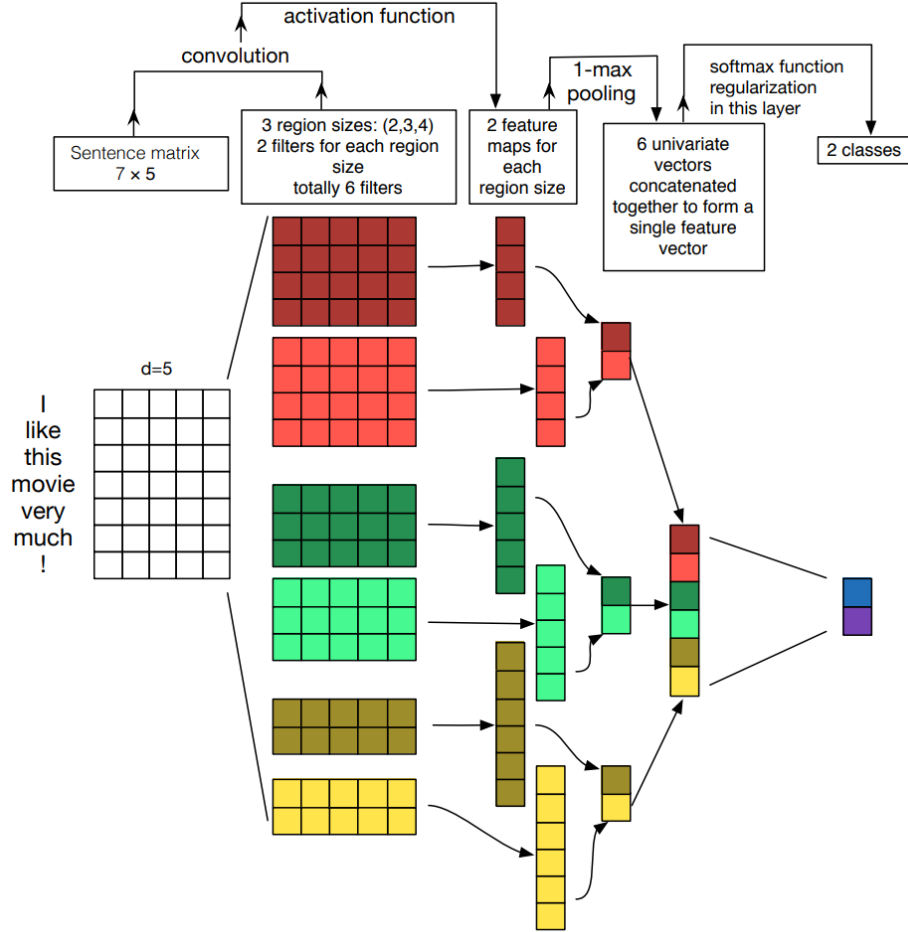 activation function
convolution
1-max
pooling
softmax function
regularization
in this layer
Sentence matrix
7 × 5
3 region sizes: (2,3,4)
2 filters for each region
size
totally 6 filters
2 feature
maps for
each
region size
6 univariate
vectors
concatenated
together to form a
single feature
vector
2 classes
d=5
I
like
this
movie
very
much
!